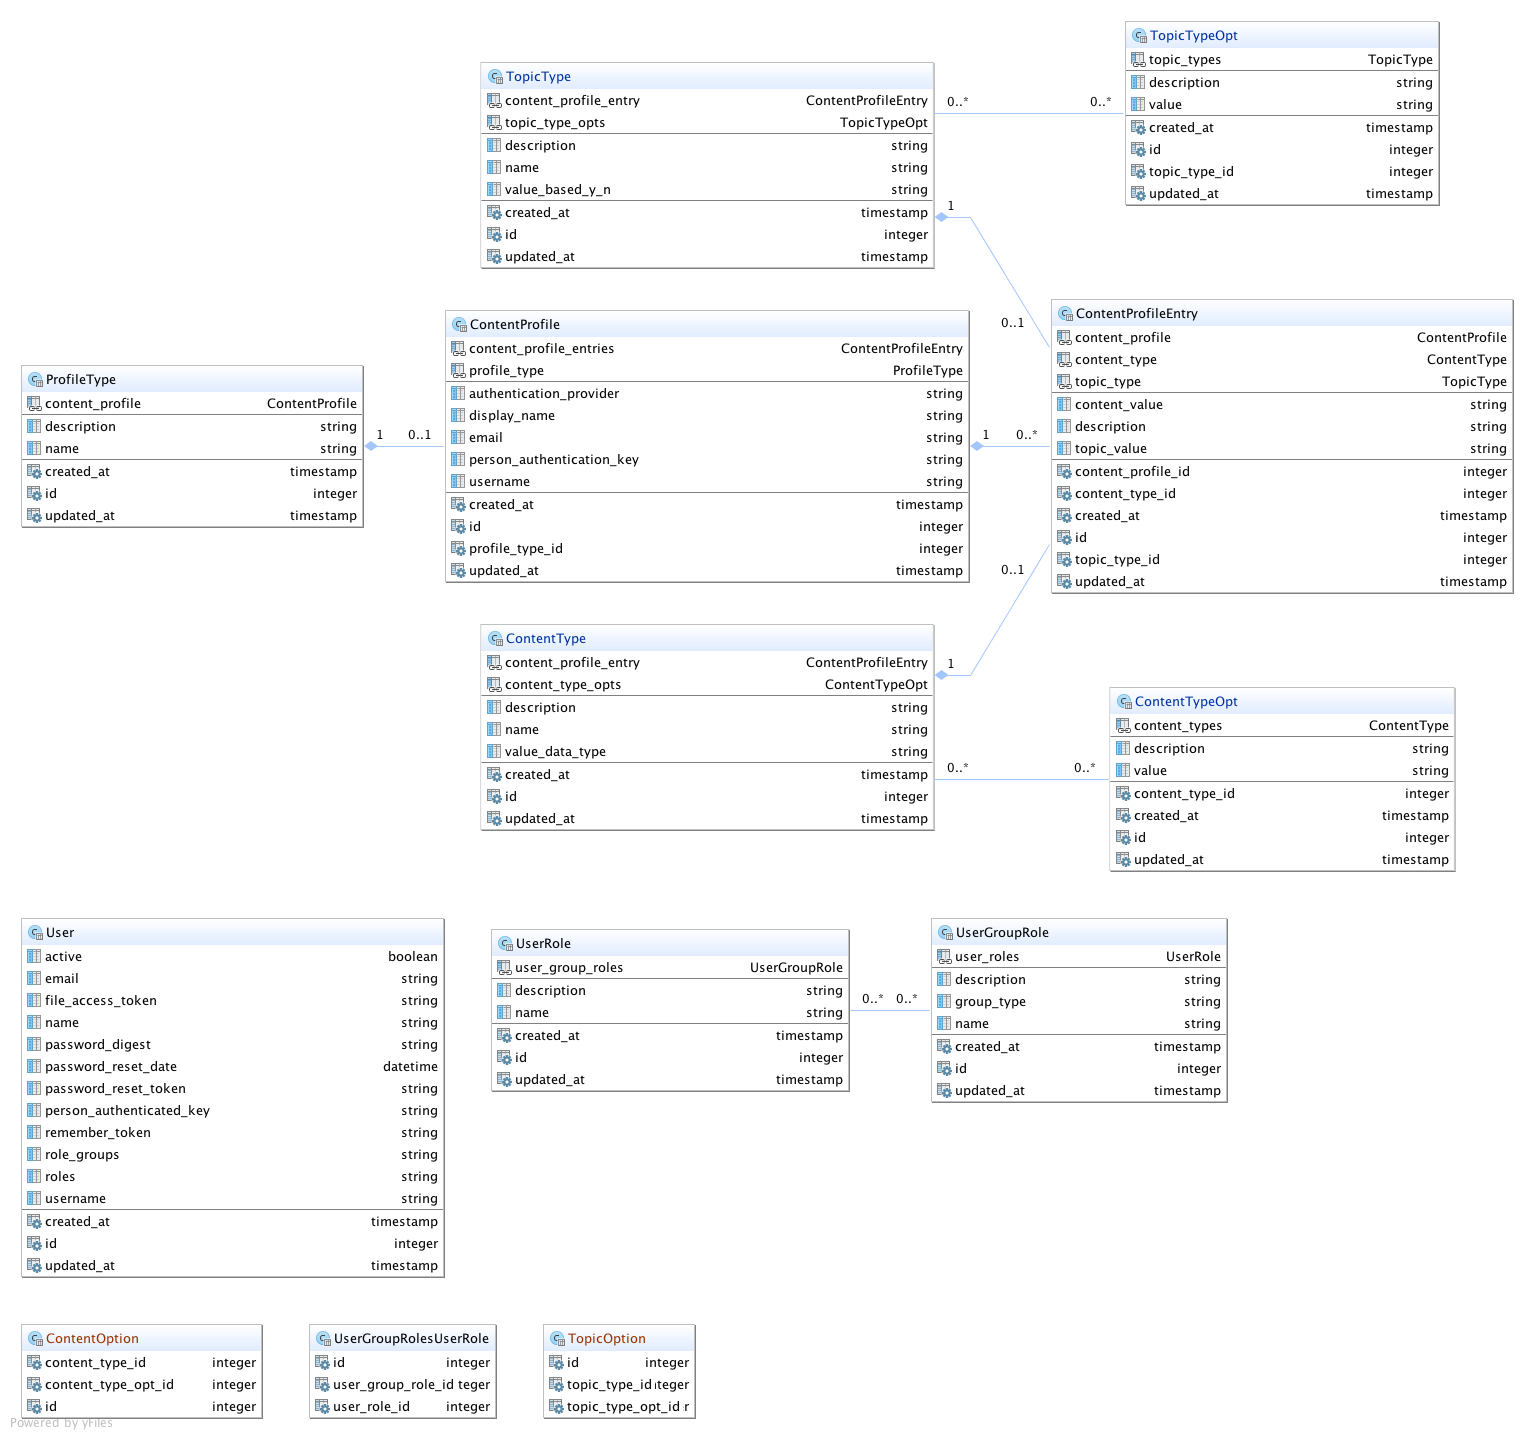 TopicTypeOpt
topic_types TopicType
description string
value string
created_at timestamp
id integer
topic_type_id integer
updated_at timestamp
TopicType
content_profile_entry ContentProfileEntry
topic_type_opts TopicTypeOpt
description string
name string
value_based_y_n string
created_at timestamp
id integer
updated_at timestamp
0..* 0..*
1
0..1
ContentProfileEntry
content_profile ContentProfile
content_type ContentType
topic_type TopicType
content_value string
description string
topic_value string
content_profile_id integer
content_type_id integer
created_at timestamp
id integer
topic_type_id integer
updated_at timestamp
ContentProfile
content_profile_entries ContentProfileEntry
profile_type ProfileType
authentication_provider string
display_name string
email string
person_authentication_key string
username string
created_at timestamp
id integer
profile_type_id integer
updated_at timestamp
1 0..*
ProfileType
content_profile ContentProfile
description string
name string
created_at timestamp
id integer
updated_at timestamp
1 0..1
0..1
1
ContentType
content_profile_entry ContentProfileEntry
content_type_opts ContentTypeOpt
description string
name string
value_data_type string
created_at timestamp
id integer
updated_at timestamp
0..* 0..*
ContentTypeOpt
content_types ContentType
description string
value string
content_type_id integer
created_at timestamp
id integer
updated_at timestamp
User
active boolean
email string
file_access_token string
name string
password_digest string
password_reset_date datetime
password_reset_token string
person_authenticated_key string
remember_token string
role_groups string
roles string
username string
created_at timestamp
id integer
updated_at timestamp
UserRole
user_group_roles UserGroupRole
description string
name string
created_at timestamp
id integer
updated_at timestamp
0..* 0..*
UserGroupRole
user_roles UserRole
description string
group_type string
name string
created_at timestamp
id integer
updated_at timestamp
ContentOption
content_type_id integer
content_type_opt_id integer
id integer
UserGroupRolesUserRole
id integer
user_group_role_id teger
user_role_id integer
TopicOption
id integer
topic_type_id teger
topic_type_opt_id r
Powered by yFiles